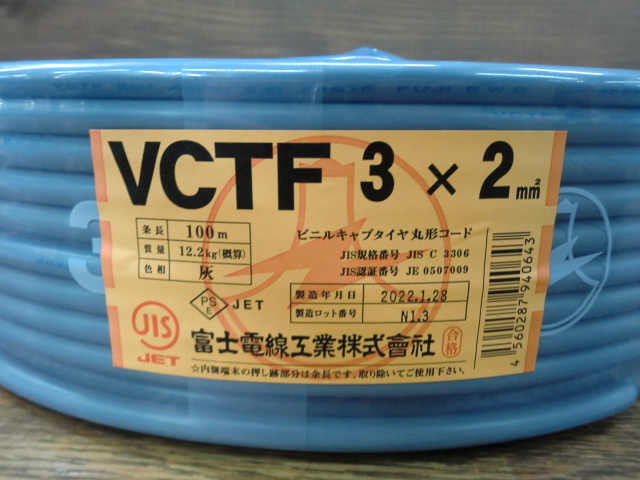 VCTF 3 × 2mm²
条長 100m
質量 12.2kg(概算)
色相 灰
ビニルキャブタイヤ丸形コード
JIS規格番号 JIS C 3306
JIS認証番号 JE 0507009
PSE JET
製造年月日 2022.1.28
製造ロット番号 N1.3
JIS
JET
富士電線工業株式會社 合格
☆内側端末の押し跡部分は余長です。取り除いてご使用下さい。
4 560287 940643